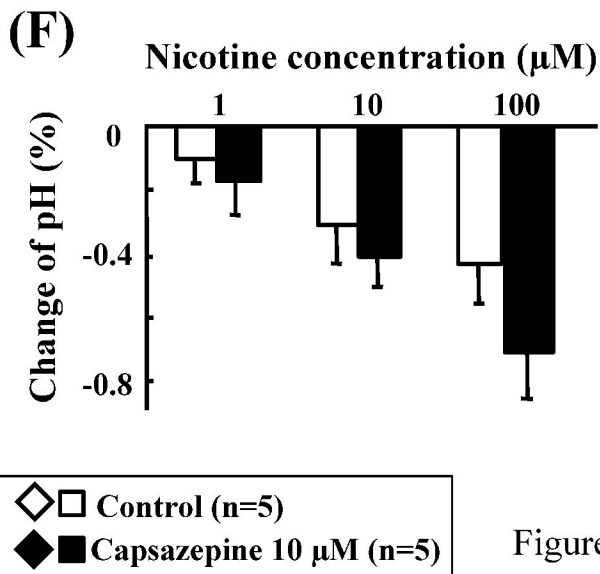 (F)
Nicotine concentration (μM)
1 10 100
Change of pH (%)
0
-0.4
-0.8
Control (n=5)
Capsazepine 10 μM (n=5)
Figure